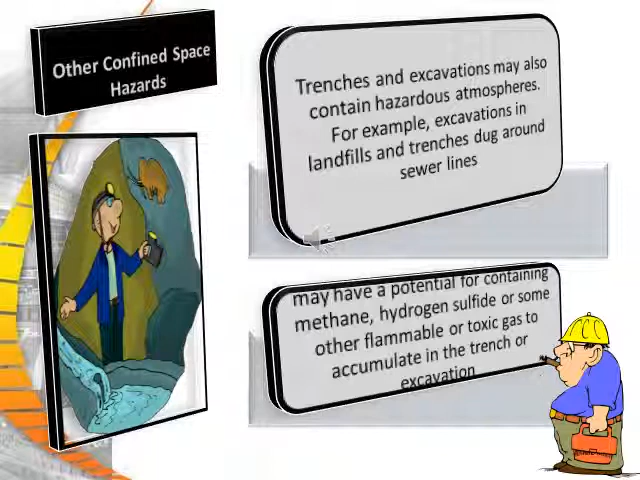 Other Confined Space
Hazards
Trenches and excavations may also
contain hazardous atmospheres.
For example, excavations in
landfills and trenches dug around
sewer lines
may have a potential for containing
methane, hydrogen sulfide or some
other flammable or toxic gas to
accumulate in the trench or
excavation